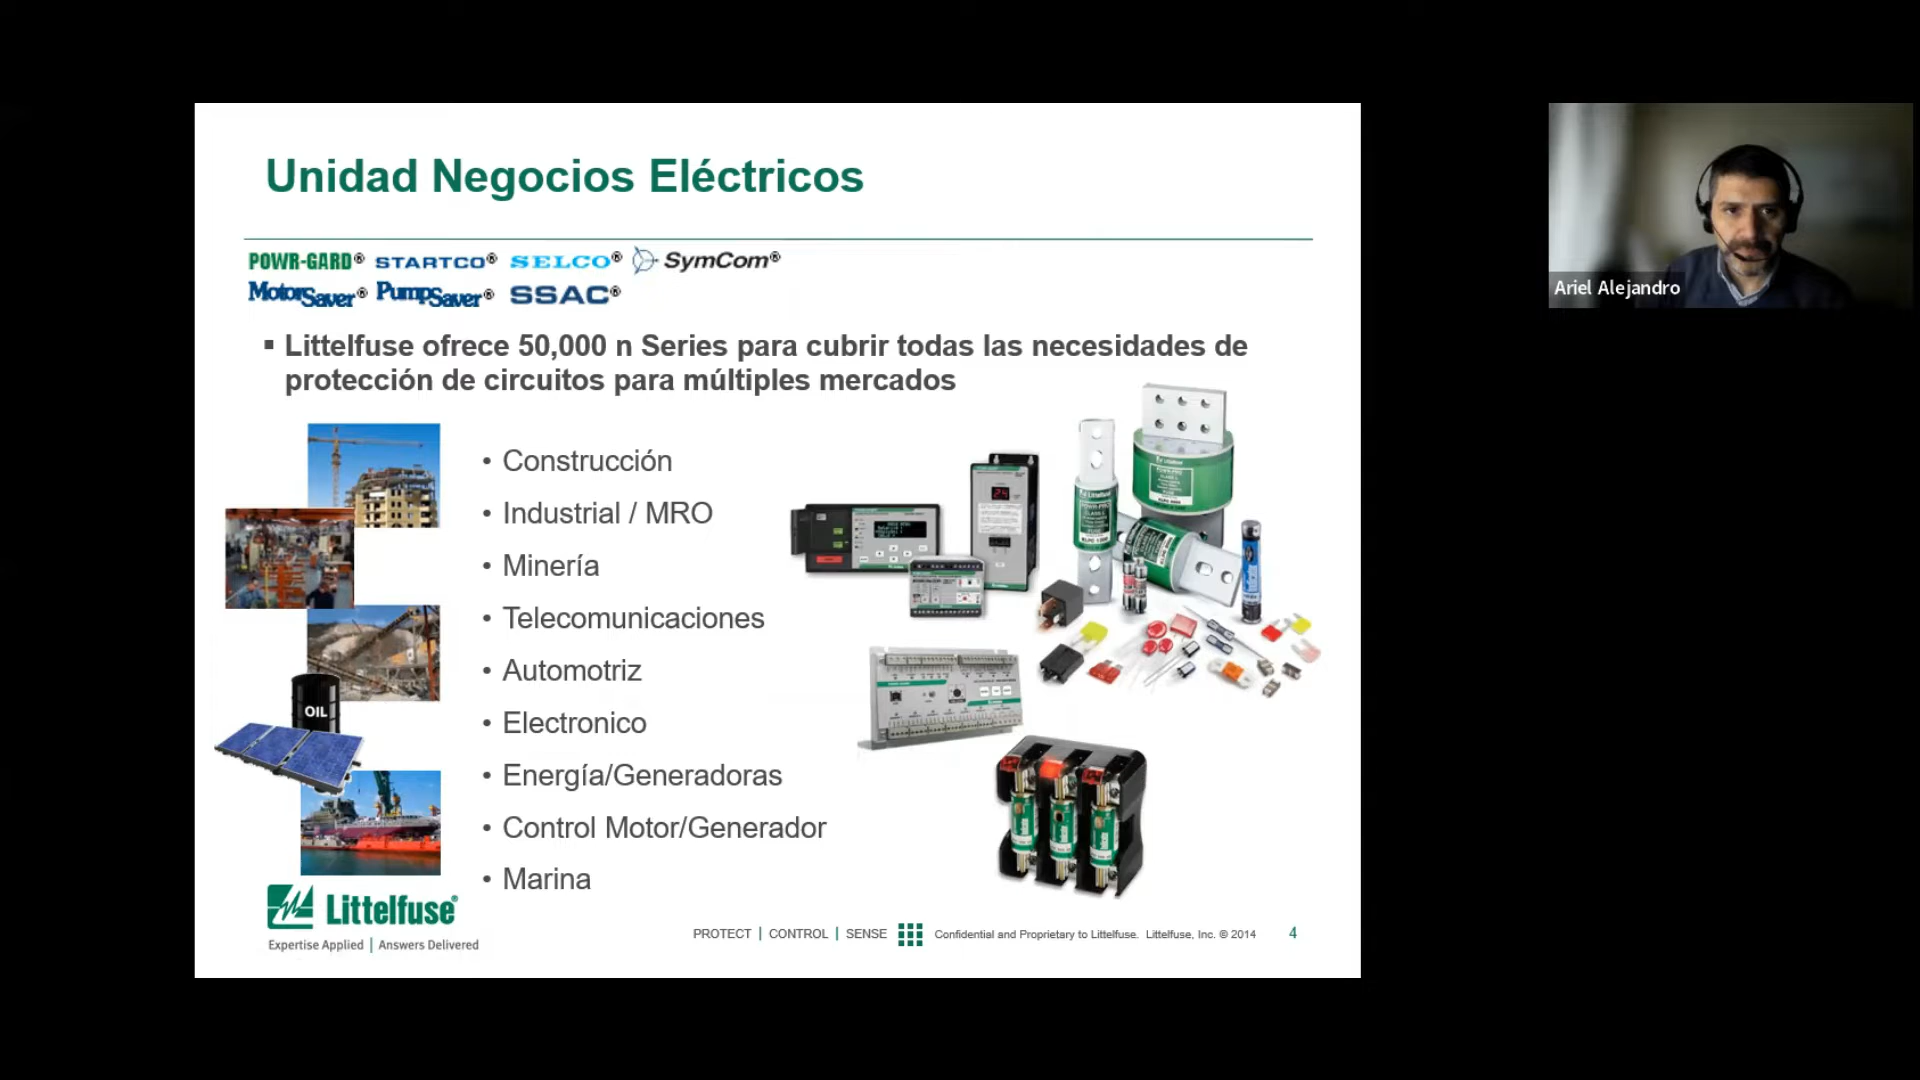 Unidad Negocios Eléctricos
POWR-GARD® STARTCO® SELCO® SymCom®
MotorSaver® PumpSaver® SSAC®
▪ Littelfuse ofrece 50,000 n Series para cubrir todas las necesidades de
protección de circuitos para múltiples mercados
• Construcción
• Industrial / MRO
• Minería
• Telecomunicaciones
• Automotriz
• Electronico
• Energía/Generadoras
• Control Motor/Generador
• Marina
OIL
Littelfuse®
Expertise Applied | Answers Delivered
PROTECT | CONTROL | SENSE
Confidential and Proprietary to Littelfuse. Littelfuse, Inc. © 2014
4
Ariel Alejandro